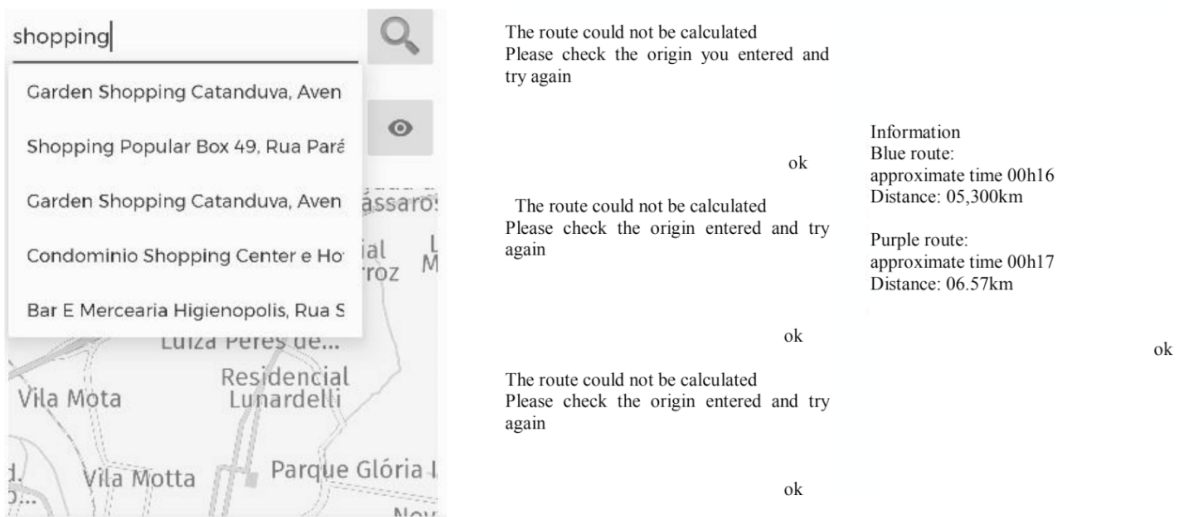 shopping
Garden Shopping Catanduva, Aven
Shopping Popular Box 49, Rua Pará
Garden Shopping Catanduva, Aven
Condominio Shopping Center e Ho
Bar E Mercearia Higienopolis, Rua S
ássaros
ial
roz
Luiza Peres de...
Residencial
Lunardelli
Vila Mota
Vila Motta
Parque Glória I
Nov
The route could not be calculated
Please check the origin you entered and
try again
ok
The route could not be calculated
Please check the origin entered and try
again
ok
The route could not be calculated
Please check the origin entered and try
again
ok
Information
Blue route:
approximate time 00h16
Distance: 05,300km
Purple route:
approximate time 00h17
Distance: 06.57km
ok